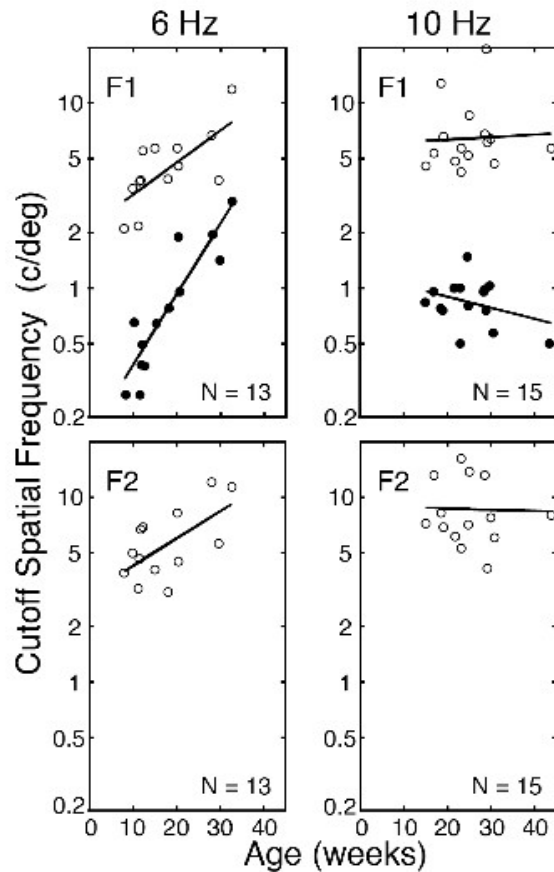 6 Hz 10 Hz
F1 F1
10 10
5 5
2 2
1 1
0.5 0.5
0.2 0.2
N = 13 N = 15
F2 F2
10 10
5 5
2 2
1 1
0.5 0.5
0.2 0.2
N = 13 N = 15
0 10 20 30 40 0 10 20 30 40
Cutoff Spatial Frequency (c/deg)
Age (weeks)